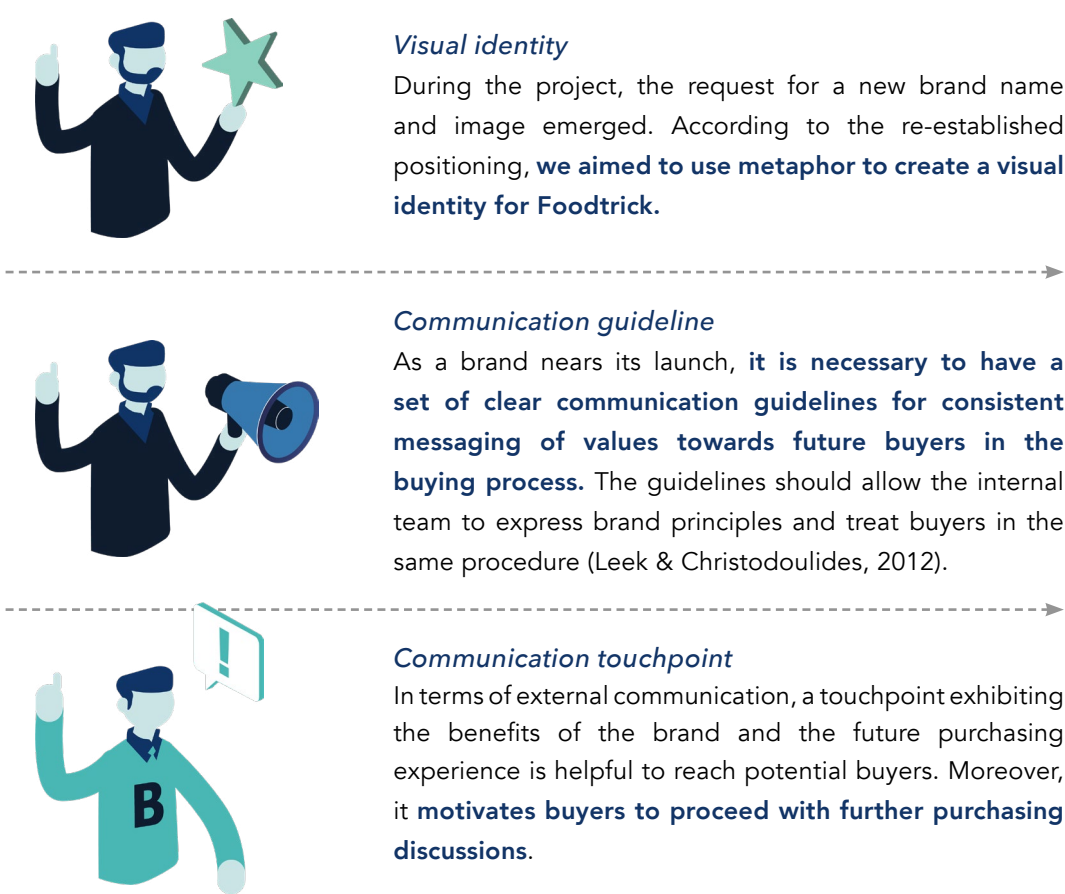 Visual identity
During the project, the request for a new brand name
and image emerged. According to the re-established
positioning, we aimed to use metaphor to create a visual
identity for Foodtrick.
Communication guideline
As a brand nears its launch, it is necessary to have a
set of clear communication guidelines for consistent
messaging of values towards future buyers in the
buying process. The guidelines should allow the internal
team to express brand principles and treat buyers in the
same procedure (Leek & Christodoulides, 2012).
!
Communication touchpoint
In terms of external communication, a touchpoint exhibiting
the benefits of the brand and the future purchasing
experience is helpful to reach potential buyers. Moreover,
it motivates buyers to proceed with further purchasing
discussions.
B